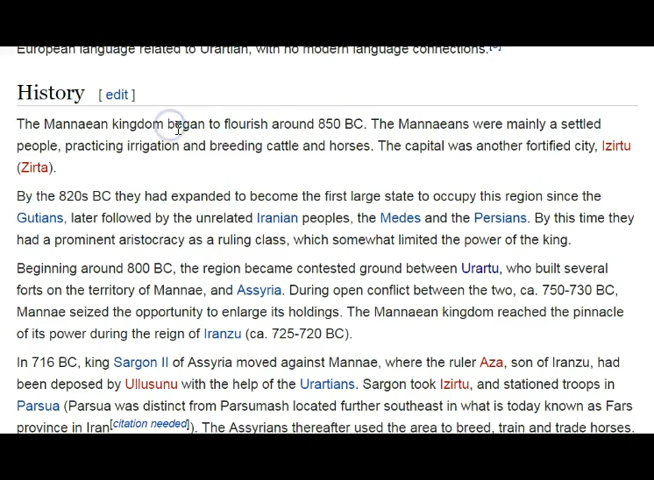 European language related to Urartian, with no modern language connections.
History [ edit ]
The Mannaean kingdom began to flourish around 850 BC. The Mannaeans were mainly a settled
people, practicing irrigation and breeding cattle and horses. The capital was another fortified city, Izirtu
(Zirta).
By the 820s BC they had expanded to become the first large state to occupy this region since the
Gutians, later followed by the unrelated Iranian peoples, the Medes and the Persians. By this time they
had a prominent aristocracy as a ruling class, which somewhat limited the power of the king.
Beginning around 800 BC, the region became contested ground between Urartu, who built several
forts on the territory of Mannae, and Assyria. During open conflict between the two, ca. 750-730 BC,
Mannae seized the opportunity to enlarge its holdings. The Mannaean kingdom reached the pinnacle
of its power during the reign of Iranzu (ca. 725-720 BC).
In 716 BC, king Sargon II of Assyria moved against Mannae, where the ruler Aza, son of Iranzu, had
been deposed by Ullusunu with the help of the Urartians. Sargon took Izirtu, and stationed troops in
Parsua (Parsua was distinct from Parsumash located further southeast in what is today known as Fars
province in Iran[citation needed]). The Assyrians thereafter used the area to breed, train and trade horses.